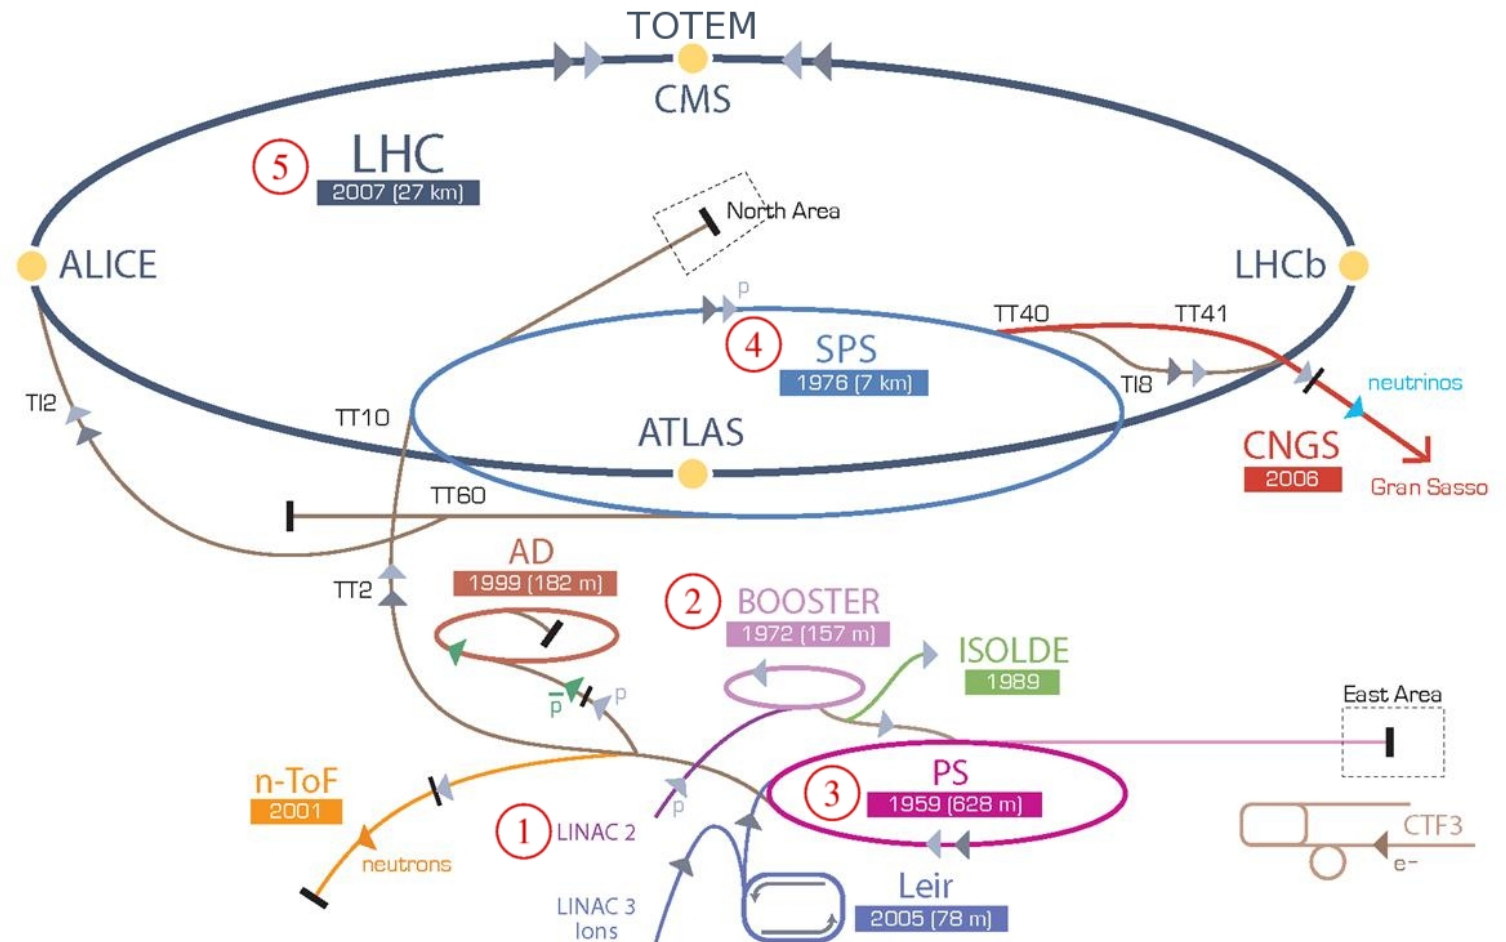 TOTEM
CMS
5
LHC
2007 (27 km)
North Area
ALICE
LHCb
p
4
SPS
1976 (7 km)
TT40
TT41
TI8
neutrinos
TI2
TT10
ATLAS
CNGS
2006
Gran Sasso
TT60
AD
1999 (182 m)
TT2
2
BOOSTER
1972 (157 m)
ISOLDE
1989
p̅
p
East Area
n-ToF
2001
3
PS
1959 (628 m)
p
1
LINAC 2
neutrons
CTF3
e-
LINAC 3
Ions
Leir
2005 (78 m)